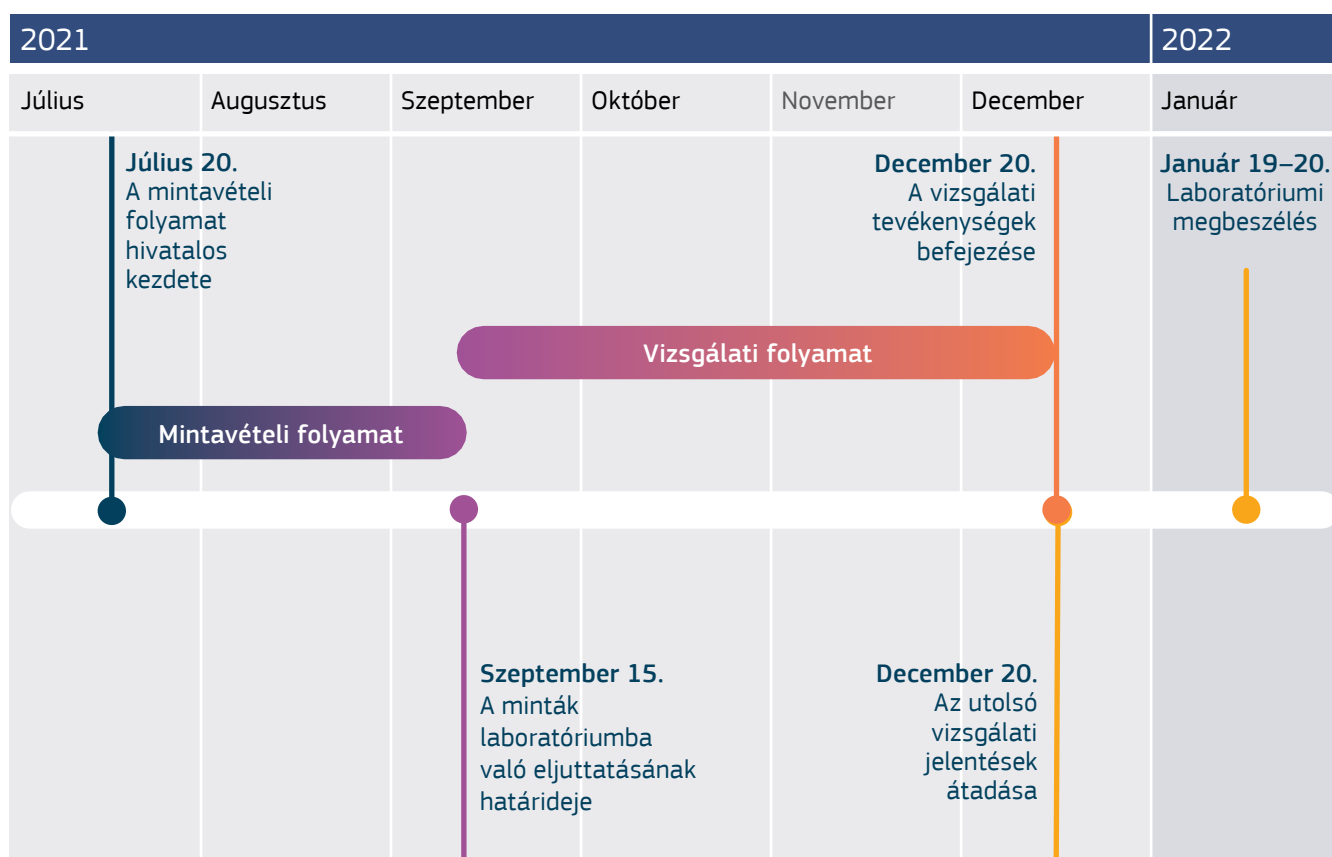 2021
2022
Július
Augusztus
Szeptember
Október
November
December
Január
Július 20.
A mintavételi
folyamat
hivatalos
kezdete
December 20.
A vizsgálati
tevékenységek
befejezése
Január 19–20.
Laboratóriumi
megbeszélés
Vizsgálati folyamat
Mintavételi folyamat
Szeptember 15.
A minták
laboratóriumba
való eljuttatásának
határideje
December 20.
Az utolsó
vizsgálati
jelentések
átadása